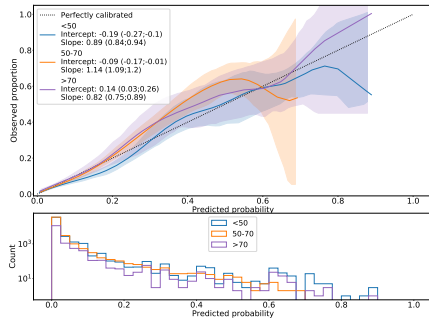 1.0
0.8
0.6
0.4
0.2
0.0
Observed proportion
Perfectly calibrated
<50
Intercept: -0.19 (-0.27;-0.1)
Slope: 0.89 (0.84;0.94)
50-70
Intercept: -0.09 (-0.17;-0.01)
Slope: 1.14 (1.09;1.2)
>70
Intercept: 0.14 (0.03;0.26)
Slope: 0.82 (0.75;0.89)
0.0 0.2 0.4 0.6 0.8 1.0
Predicted probability
Count
10³
10¹
<50
50-70
>70
0.0 0.2 0.4 0.6 0.8 1.0
Predicted probability